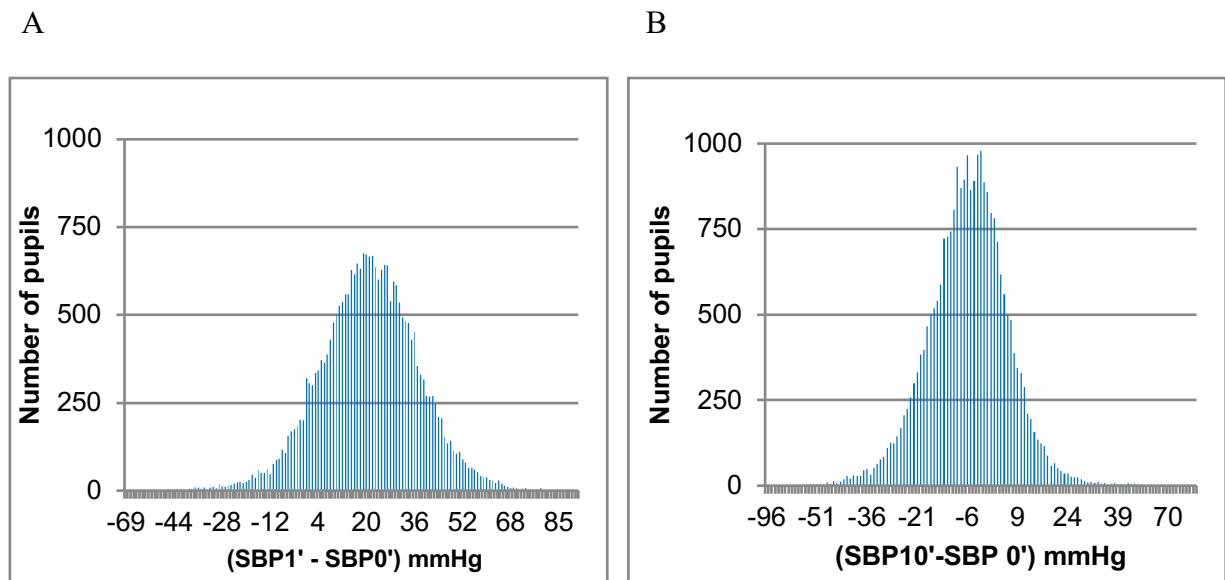 A
B
1000
750
500
250
0
Number of pupils
-69 -44 -28 -12 4 20 36 52 68 85
(SBP1' - SBP0') mmHg
1000
750
500
250
0
Number of pupils
-96 -51 -36 -21 -6 9 24 39 70
(SBP10'-SBP 0') mmHg